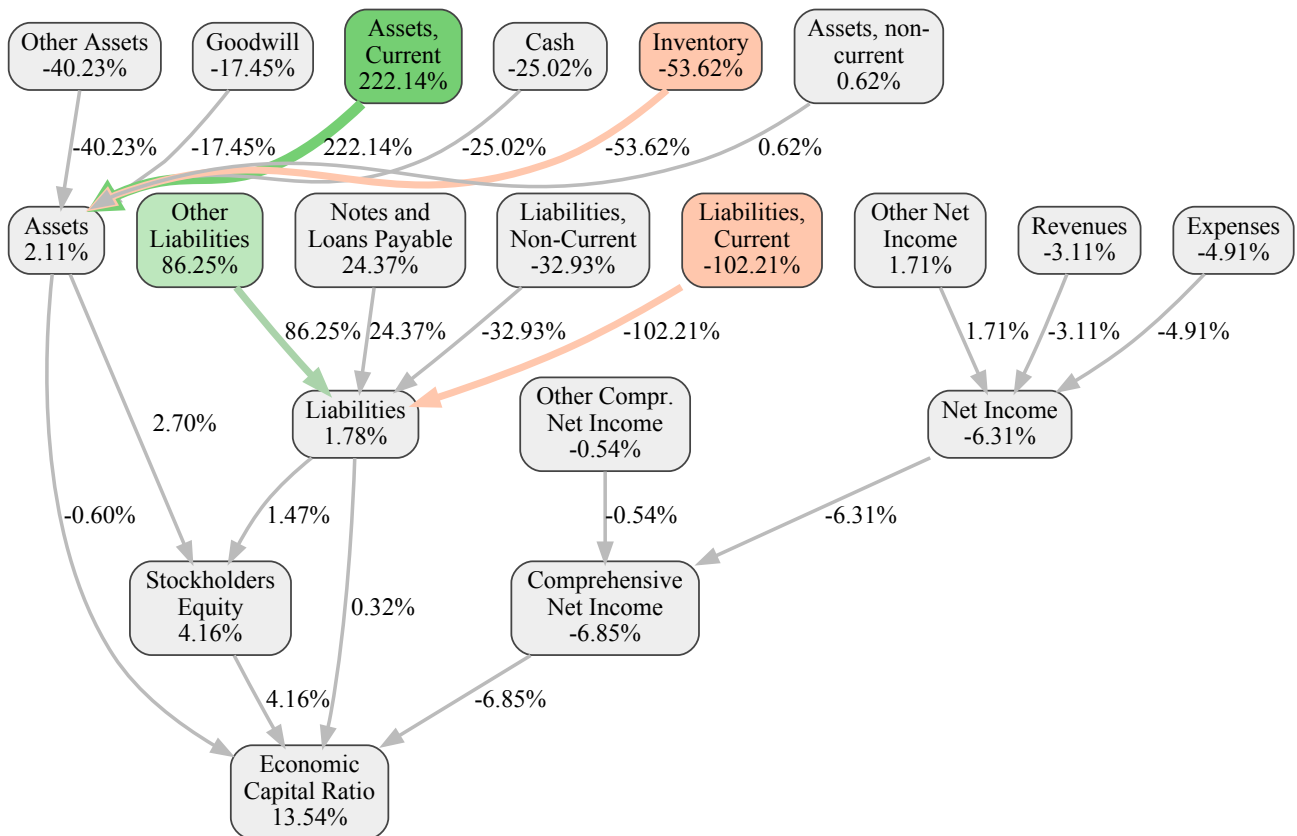 Other Assets
-40.23%
Goodwill
-17.45%
Assets,
Current
222.14%
Cash
-25.02%
Inventory
-53.62%
Assets, non-
current
0.62%
-40.23%
-17.45%
222.14%
-25.02%
-53.62%
0.62%
Assets
2.11%
Other
Liabilities
86.25%
Notes and
Loans Payable
24.37%
Liabilities,
Non-Current
-32.93%
Liabilities,
Current
-102.21%
Other Net
Income
1.71%
Revenues
-3.11%
Expenses
-4.91%
86.25%
24.37%
-32.93%
-102.21%
1.71%
-3.11%
-4.91%
2.70%
Liabilities
1.78%
Other Compr.
Net Income
-0.54%
Net Income
-6.31%
-0.60%
1.47%
-0.54%
-6.31%
Stockholders
Equity
4.16%
0.32%
Comprehensive
Net Income
-6.85%
4.16%
-6.85%
Economic
Capital Ratio
13.54%